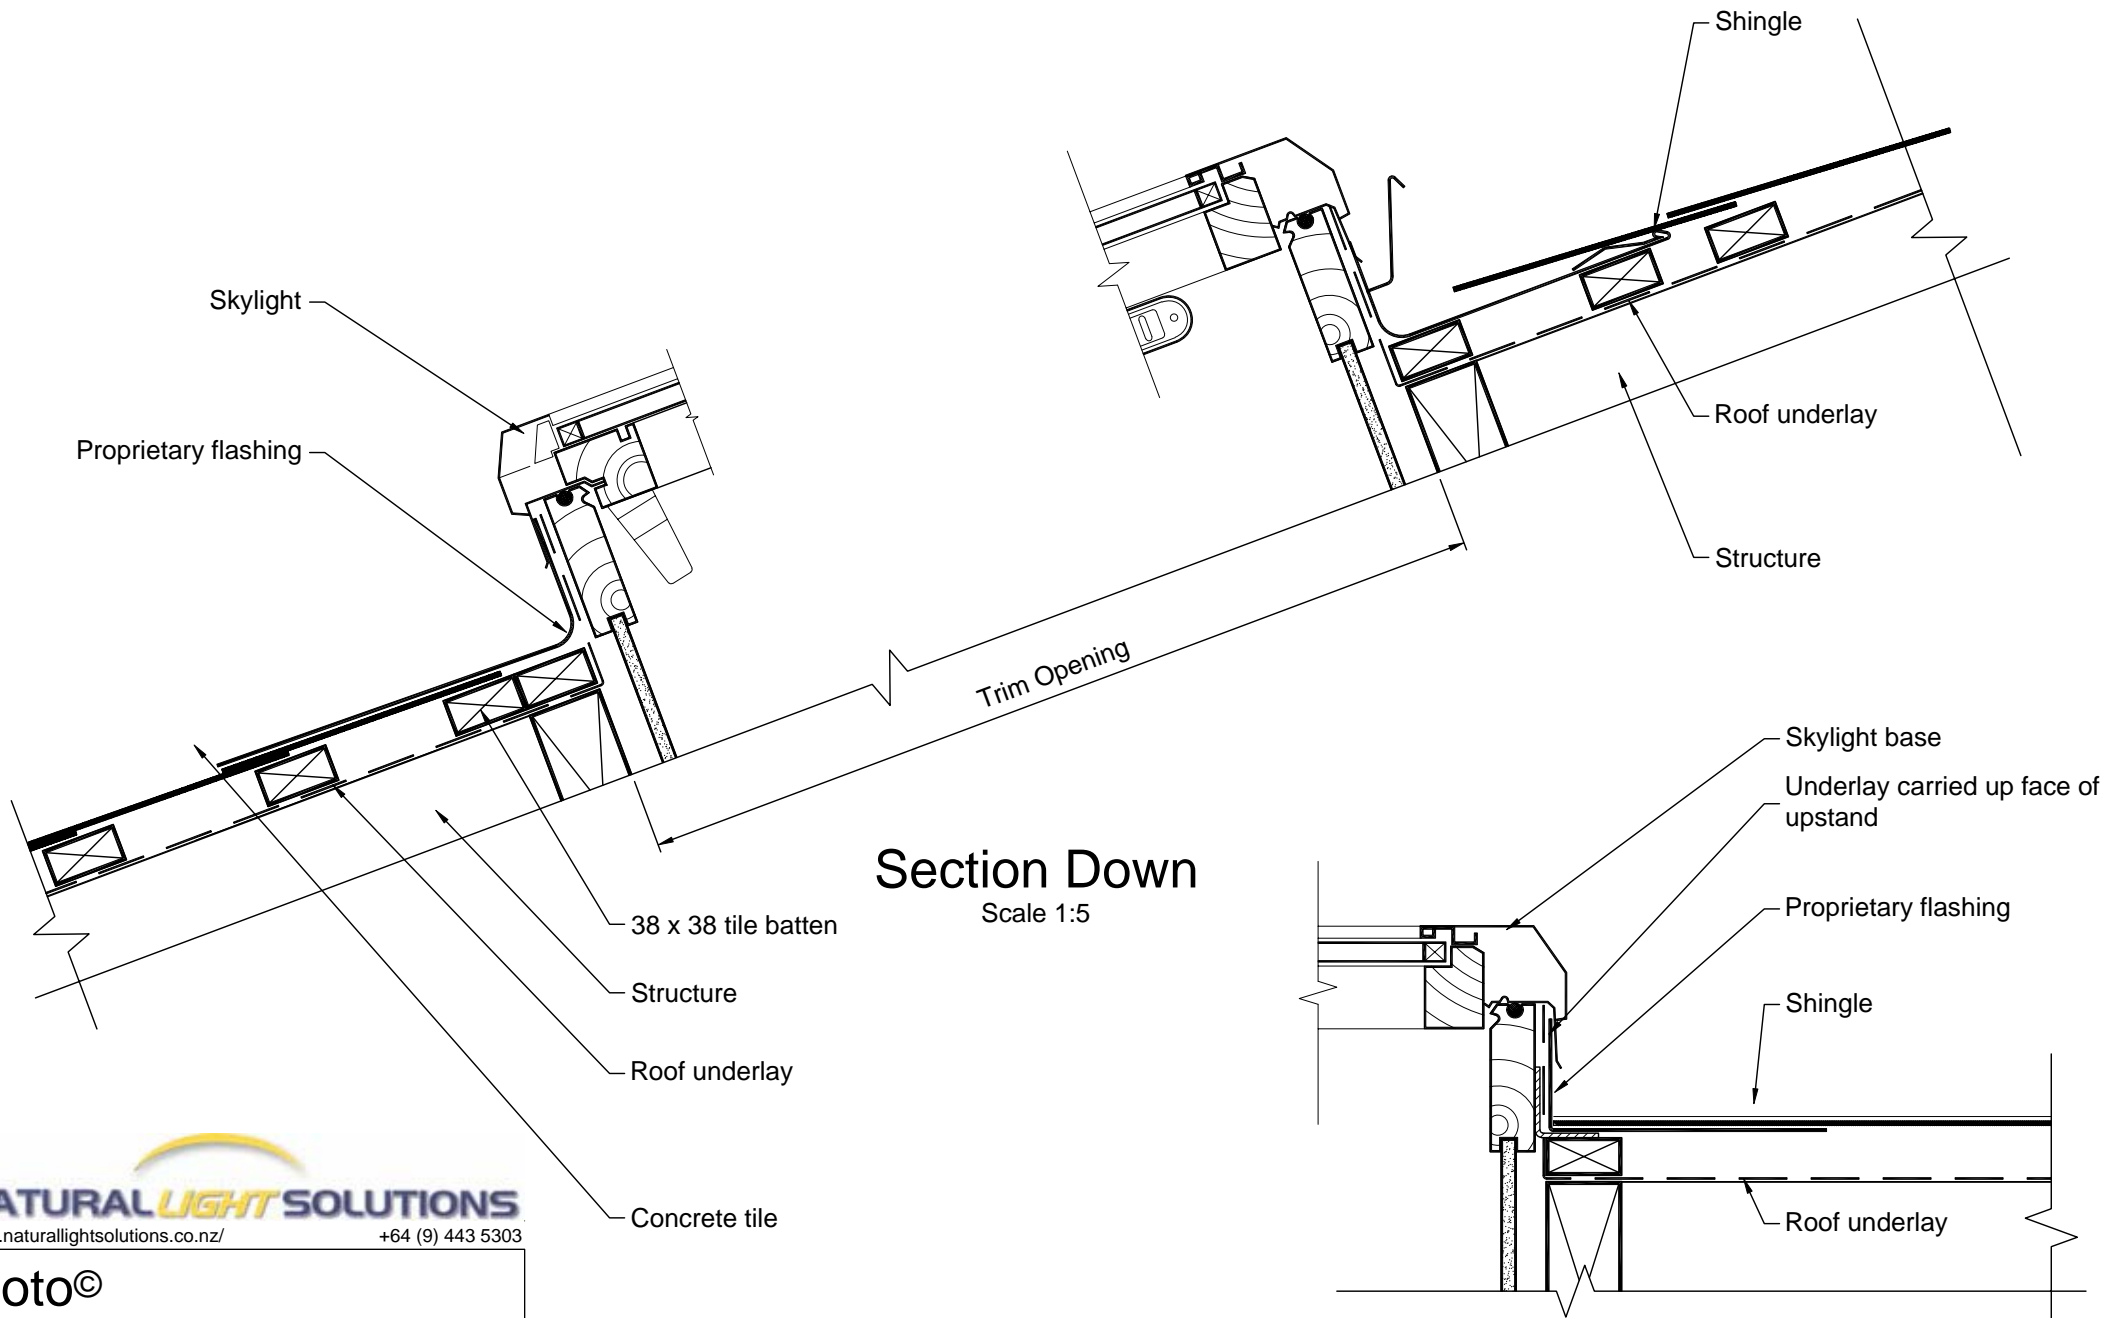 Shingle
Skylight
Proprietary flashing
Roof underlay
Structure
Trim Opening
Section Down
Scale 1:5
38 x 38 tile batten
Structure
Roof underlay
Concrete tile
Skylight base
Underlay carried up face of
upstand
Proprietary flashing
Shingle
Roof underlay
ATURAL LIGHT SOLUTIONS
.naturallightsolutions.co.nz/ +64 (9) 443 5303
oto©